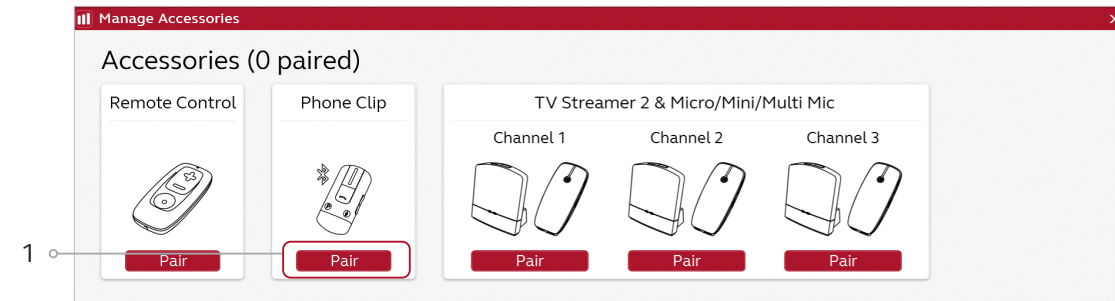 Manage Accessories
Accessories (0 paired)
Remote Control
Phone Clip
TV Streamer 2 & Micro/Mini/Multi Mic
Channel 1
Channel 2
Channel 3
1
Pair
Pair
Pair
Pair
Pair